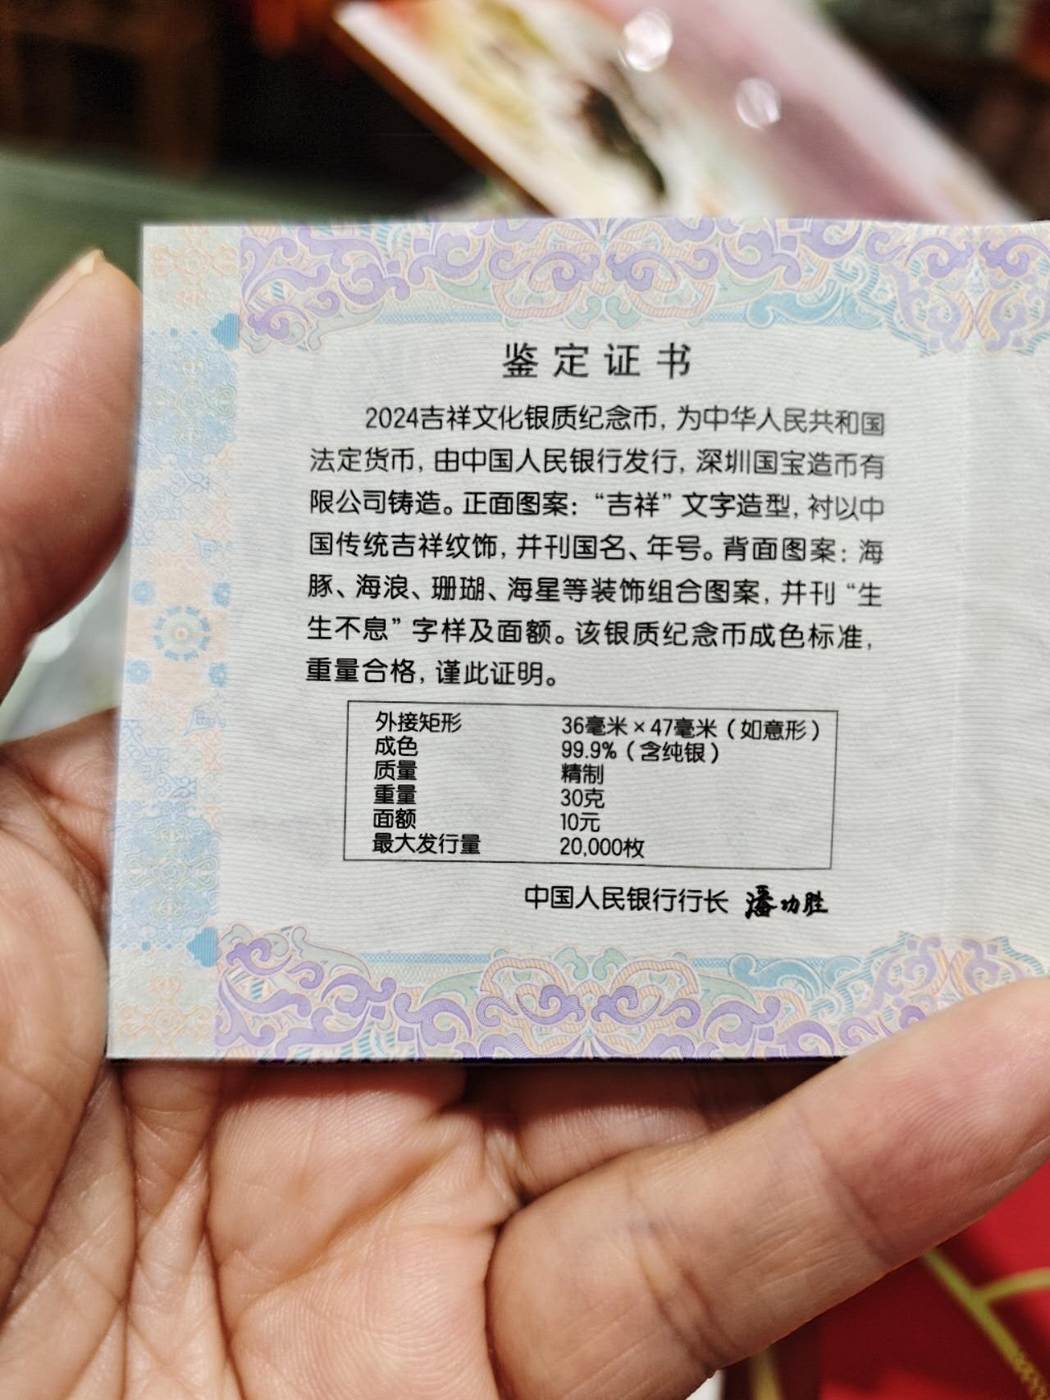 鉴定证书
2024吉祥文化银质纪念币, 为中华人民共和国
法定货币, 由中国人民银行发行, 深圳国宝造币有
限公司铸造。正面图案: “吉祥” 文字造型, 衬以中
国传统吉祥纹饰, 并刊国名、年号。背面图案: 海
豚、海浪、珊瑚、海星等装饰组合图案, 并刊 “生
生不息” 字样及面额。该银质纪念币成色标准,
重量合格, 谨此证明。
外接矩形 36毫米×47毫米 (如意形)
成色 99.9% (含纯银)
质量 精制
重量 30克
面额 10元
最大发行量 20,000枚
中国人民银行行长 潘功胜